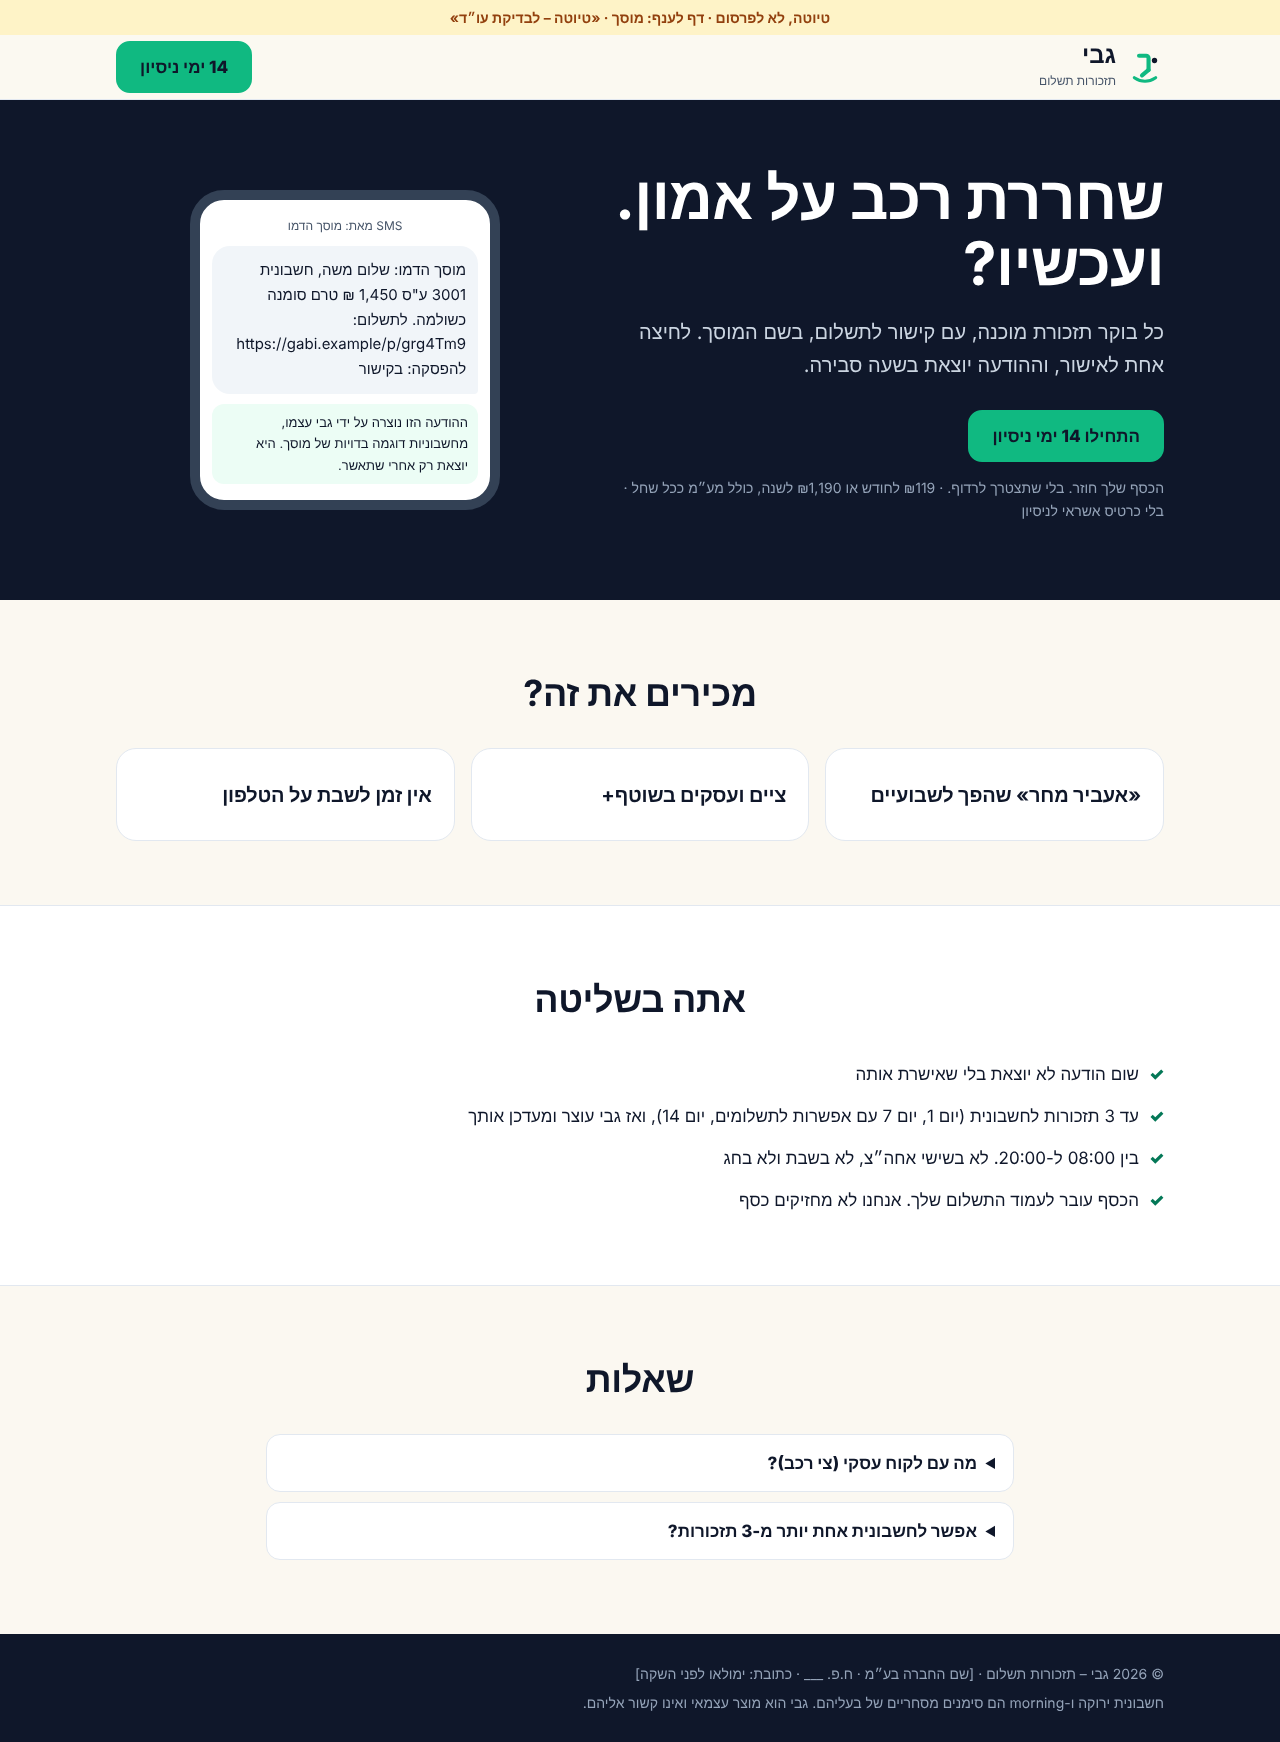 טיוטה, לא לפרסום · דף לענף: מוסך · «טיוטה – לבדיקת עו״ד»
גבי
תזכורות תשלום
14 ימי ניסיון
שחררת רכב על אמון.
ועכשיו?
כל בוקר תזכורת מוכנה, עם קישור לתשלום, בשם המוסך. לחיצה
אחת לאישור, וההודעה יוצאת בשעה סבירה.
התחילו 14 ימי ניסיון
הכסף שלך חוזר. בלי שתצטרך לרדוף. · ₪119 לחודש או ₪1,190 לשנה, כולל מע״מ ככל שחל ·
בלי כרטיס אשראי לניסיון
SMS מאת: מוסך הדמו
מוסך הדמו: שלום משה, חשבונית
3001 ע"ס 1,450 ₪ טרם סומנה
כשולמה. לתשלום:
https://gabi.example/p/grg4Tm9
להפסקה: בקישור
ההודעה הזו נוצרה על ידי גבי עצמו,
מחשבוניות דוגמה בדויות של מוסך. היא
יוצאת רק אחרי שתאשר.
מכירים את זה?
«אעביר מחר» שהפך לשבועיים
ציים ועסקים בשוטף+
אין זמן לשבת על הטלפון
אתה בשליטה
✓ שום הודעה לא יוצאת בלי שאישרת אותה
✓ עד 3 תזכורות לחשבונית (יום 1, יום 7 עם אפשרות לתשלומים, יום 14), ואז גבי עוצר ומעדכן אותך
✓ בין 08:00 ל-20:00. לא בשישי אחה״צ, לא בשבת ולא בחג
✓ הכסף עובר לעמוד התשלום שלך. אנחנו לא מחזיקים כסף
שאלות
מה עם לקוח עסקי (צי רכב)?
אפשר לחשבונית אחת יותר מ-3 תזכורות?
© 2026 גבי – תזכורות תשלום · [שם החברה בע״מ · ח.פ. ___ · כתובת: ימולאו לפני השקה]
חשבונית ירוקה ו-morning הם סימנים מסחריים של בעליהם. גבי הוא מוצר עצמאי ואינו קשור אליהם.